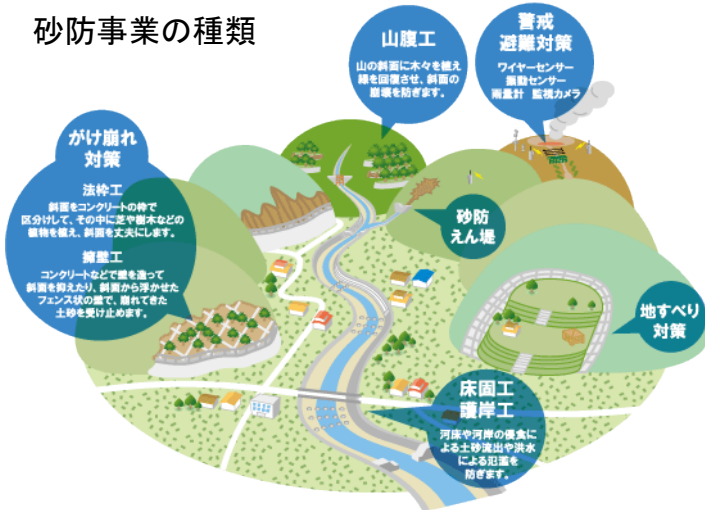 砂防事業の種類
山腹工
山の斜面に木々を植え
緑を回復させ、斜面の
崩壊を防ぎます。
警戒
避難対策
ワイヤーセンサー
振動センサー
雨量計 監視カメラ
がけ崩れ
対策
法枠工
斜面をコンクリートの枠で
区分けして、その中に芝や樹木などの
植物を植え、斜面を丈夫にします。
擁壁工
コンクリートなどで壁を造って
斜面を抑えたり、斜面から浮かせた
フェンス状の壁で、崩れてきた
土砂を受け止めます。
砂防
えん堤
地すべり
対策
床固工
護岸工
河床や河岸の侵食に
よる土砂流出や洪水
による氾濫を
防ぎます。